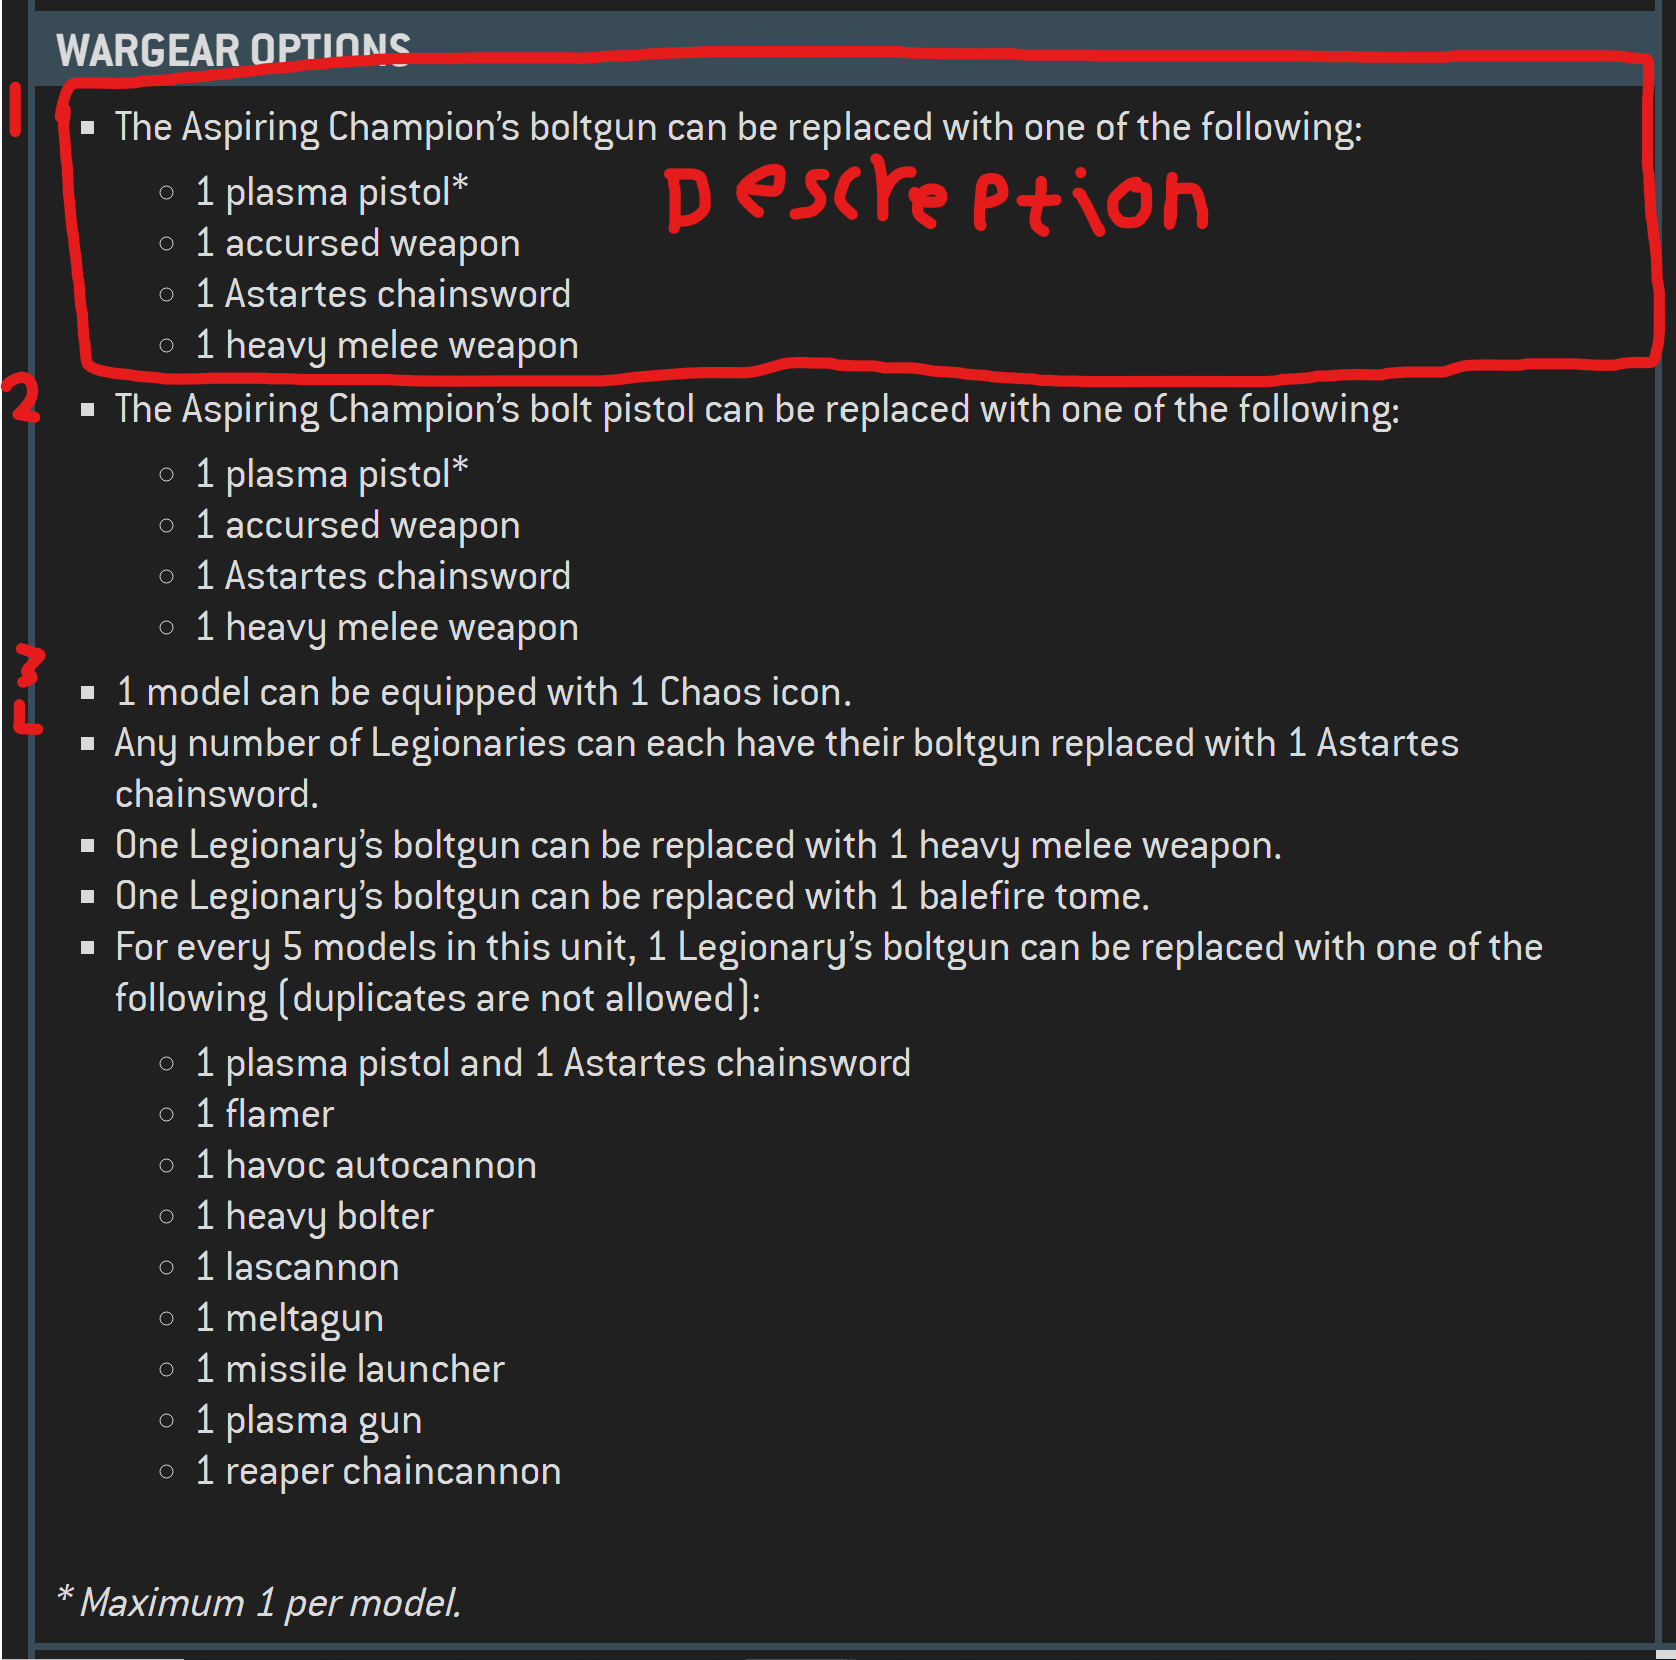 WARGEAR OPTIONS
1
▪ The Aspiring Champion's boltgun can be replaced with one of the following:
Descreption
○ 1 plasma pistol*
○ 1 accursed weapon
○ 1 Astartes chainsword
○ 1 heavy melee weapon
2
▪ The Aspiring Champion's bolt pistol can be replaced with one of the following:
○ 1 plasma pistol*
○ 1 accursed weapon
○ 1 Astartes chainsword
○ 1 heavy melee weapon
3
▪ 1 model can be equipped with 1 Chaos icon.
▪ Any number of Legionaries can each have their boltgun replaced with 1 Astartes
chainsword.
▪ One Legionary's boltgun can be replaced with 1 heavy melee weapon.
▪ One Legionary's boltgun can be replaced with 1 balefire tome.
▪ For every 5 models in this unit, 1 Legionary's boltgun can be replaced with one of the
following (duplicates are not allowed):
○ 1 plasma pistol and 1 Astartes chainsword
○ 1 flamer
○ 1 havoc autocannon
○ 1 heavy bolter
○ 1 lascannon
○ 1 meltagun
○ 1 missile launcher
○ 1 plasma gun
○ 1 reaper chaincannon
* Maximum 1 per model.